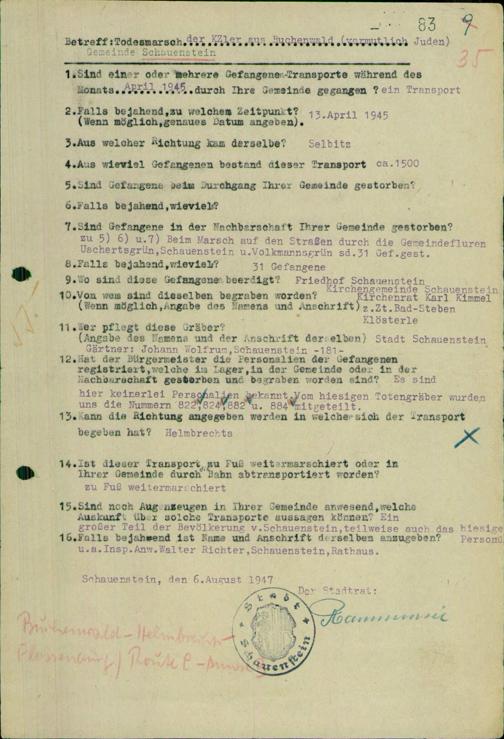 83 9
35
Betreff:Todesmarsch der KZler aus Buchenwald (vermutlich Juden)
Gemeinde Schauenstein
1.Sind einer oder mehrere Gefangenen-Transporte während des
Monats April 1945 durch Ihre Gemeinde gegangen ? ein Transport
2.Falls bejahend,zu welchem Zeitpunkt? 13.April 1945
(Wenn möglich,genaues Datum angeben).
3.Aus welcher Richtung kam derselbe? Selbitz
4.Aus wieviel Gefangenen bestand dieser Transport ca.1500
5.Sind Gefangene beim Durchgang Ihrer Gemeinde gestorben?
6.Falls bejahend,wieviel?
7.Sind Gefangene in der Nachbarschaft Ihrer Gemeinde gestorben?
zu 5) 6) u.7) Beim Marsch auf den Straßen durch die Gemeindefluren
Uschertsgrün,Schauenstein u.Volkmannsgrün sd.31 Gef.gest.
8.Falls bejahend,wieviel? 31 Gefangene
9.Wo sind diese Gefangenen beerdigt? Friedhof Schauenstein
Kirchengemeinde Schauenstein
10.Von wem sind dieselben begraben worden? Kirchenrat Karl Kimmel
(Wenn möglich,Angabe des Namens und Anschrift) z.Zt.Bad-Steben
Klösterle
11.Wer pflegt diese Gräber?
(Angabe des Namens und der Anschrift derselben) Stadt Schauenstein
Gärtner: Johann Wolfrum,Schauenstein -181-
12.Hat der Bürgermeister die Personalien der Gefangenen
registriert,welche im Lager,in der Gemeinde oder in der
Nachbarschaft gestorben und begraben worden sind? Es sind
hier keinerlei Personalien bekannt.Vom hiesigen Totengräber wurden
uns die Nummern 822,824,882 u. 884 mitgeteilt.
13.Kann die Richtung angegeben werden in welche sich der Transport
begeben hat? Helmbrechts
14.Ist dieser Transport zu Fuß weitermarschiert oder in
Ihrer Gemeinde durch Bahn abtransportiert worden?
zu Fuß weitermarschiert
15.Sind noch Augenzeugen in Ihrer Gemeinde anwesend,welche
Auskunft über solche Transporte aussagen können? Ein
großer Teil der Bevölkerung v.Schauenstein,teilweise auch das hiesige
16.Falls bejahend ist Name und Anschrift derselben anzugeben?
u.a.Insp.Anw.Walter Richter,Schauenstein,Rathaus.
Schauenstein, den 6.August 1947
Der Stadtrat:
Stadt Schauenstein
Buchenwald - Helmbrechts -
Flossenburg / Route C -